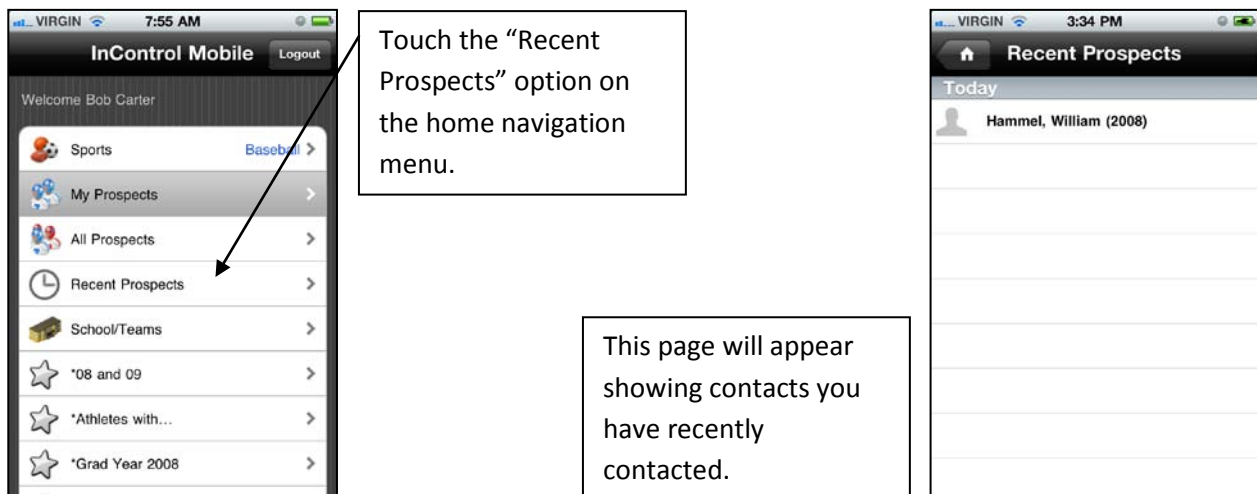 VIRGIN 7:55 AM
InControl Mobile Logout
Welcome Bob Carter
Sports Baseball
My Prospects
All Prospects
Recent Prospects
School/Teams
*08 and 09
*Athletes with...
*Grad Year 2008
Touch the “Recent
Prospects” option on
the home navigation
menu.
This page will appear
showing contacts you
have recently
contacted.
VIRGIN 3:34 PM
Recent Prospects
Today
Hammel, William (2008)